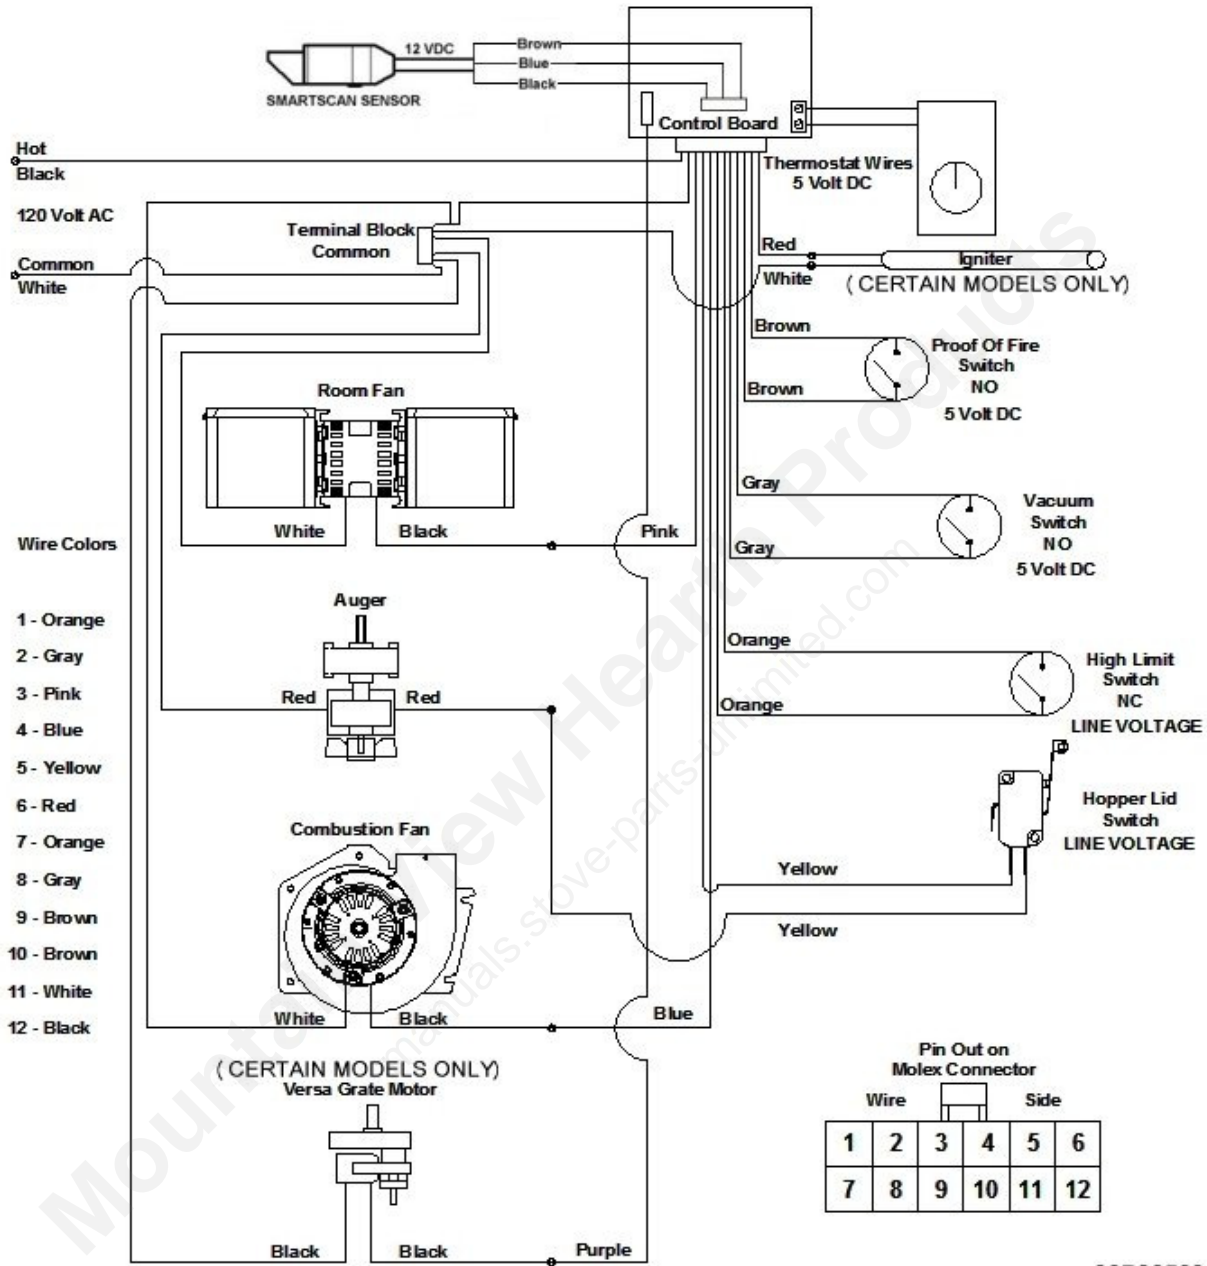 12 VDC
Brown
Blue
Black
SMARTSCAN SENSOR
Control Board
Hot
Black
Thermostat Wires
5 Volt DC
120 Volt AC
Terminal Block
Common
Common
White
Red
Igniter
White
(CERTAIN MODELS ONLY)
Brown
Proof Of Fire
Switch
NO
5 Volt DC
Brown
Room Fan
Gray
Vacuum
Switch
NO
5 Volt DC
Gray
White
Black
Pink
Wire Colors
Auger
1 - Orange
2 - Gray
3 - Pink
4 - Blue
5 - Yellow
6 - Red
7 - Orange
8 - Gray
9 - Brown
10 - Brown
11 - White
12 - Black
Red
Red
Orange
High Limit
Switch
NC
LINE VOLTAGE
Orange
Hopper Lid
Switch
LINE VOLTAGE
Combustion Fan
Yellow
Yellow
White
Black
Blue
(CERTAIN MODELS ONLY)
Versa Grate Motor
Black
Black
Purple
Pin Out on
Molex Connector
Wire Side
1 2 3 4 5 6
7 8 9 10 11 12
Mountain View Hearth Products
manuals.stove-parts-unlimited.com